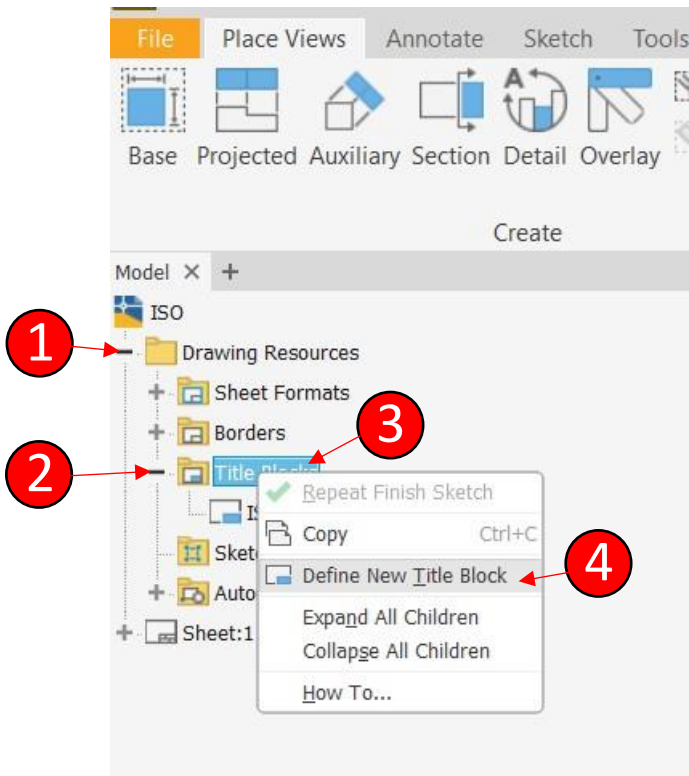 File Place Views Annotate Sketch Tools
A
Base Projected Auxiliary Section Detail Overlay
Create
Model × +
ISO
1
Drawing Resources
Sheet Formats
Borders
3
2
Title Blocks
Repeat Finish Sketch
Copy Ctrl+C
4
Define New Title Block
Expand All Children
Collapse All Children
Sheet:1
How To...